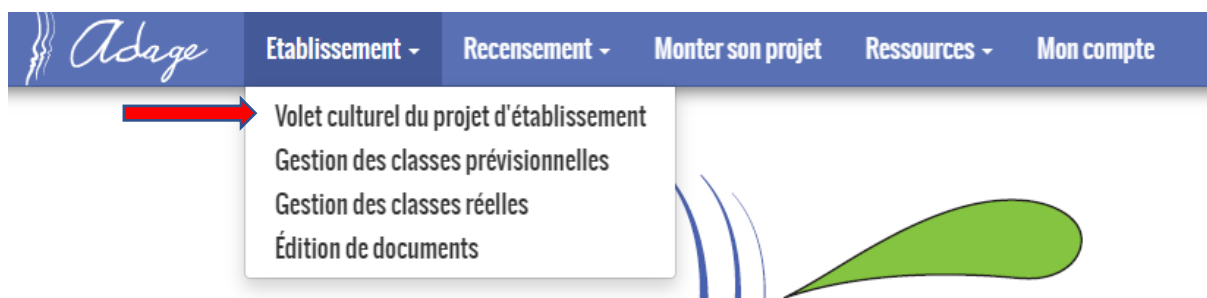 Adage Etablissement Recensement Monter son projet Ressources Mon compte
Volet culturel du projet d'établissement
Gestion des classes prévisionnelles
Gestion des classes réelles
Édition de documents